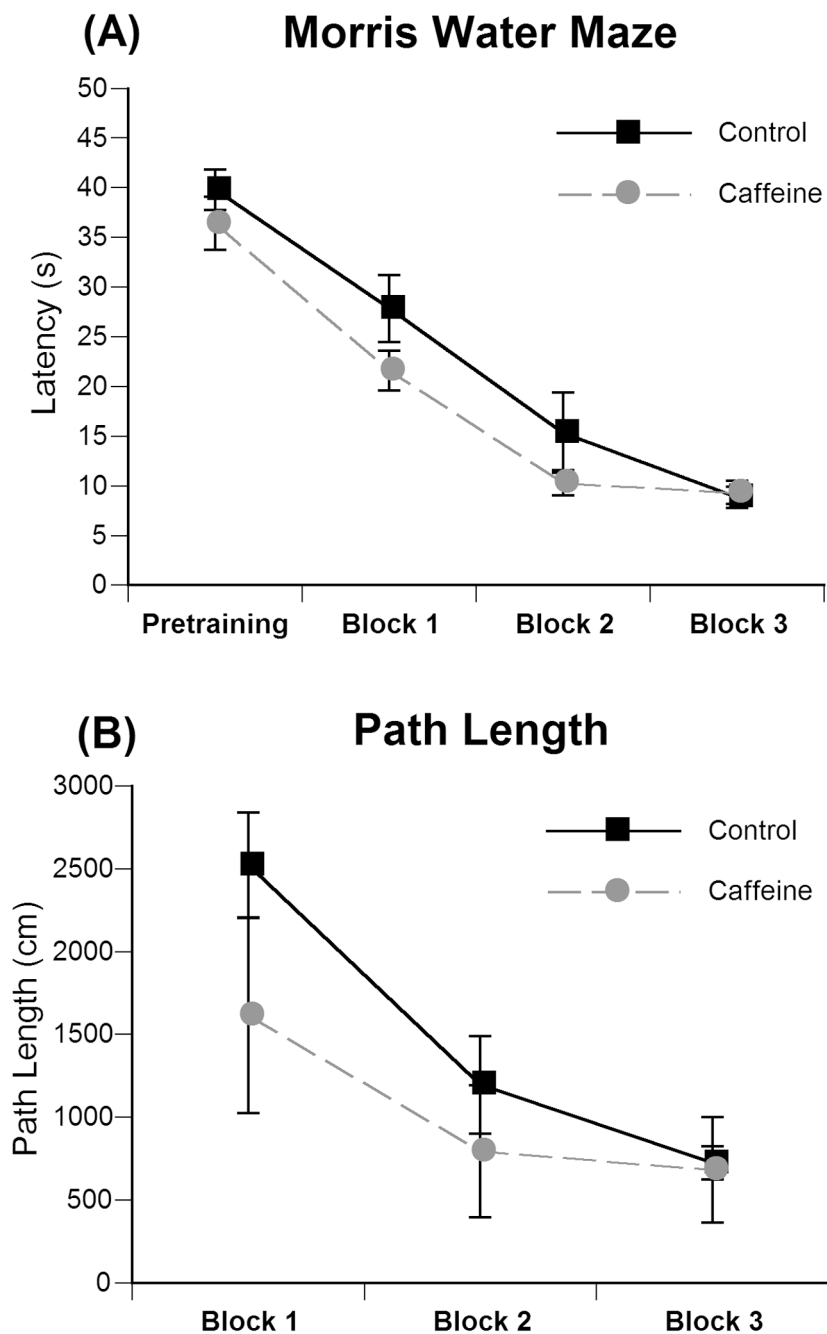 (A) Morris Water Maze
50
45
40
35
30
25
20
15
10
5
0
Latency (s)
Control
Caffeine
Pretraining Block 1 Block 2 Block 3
(B) Path Length
3000
2500
2000
1500
1000
500
0
Path Length (cm)
Control
Caffeine
Block 1 Block 2 Block 3